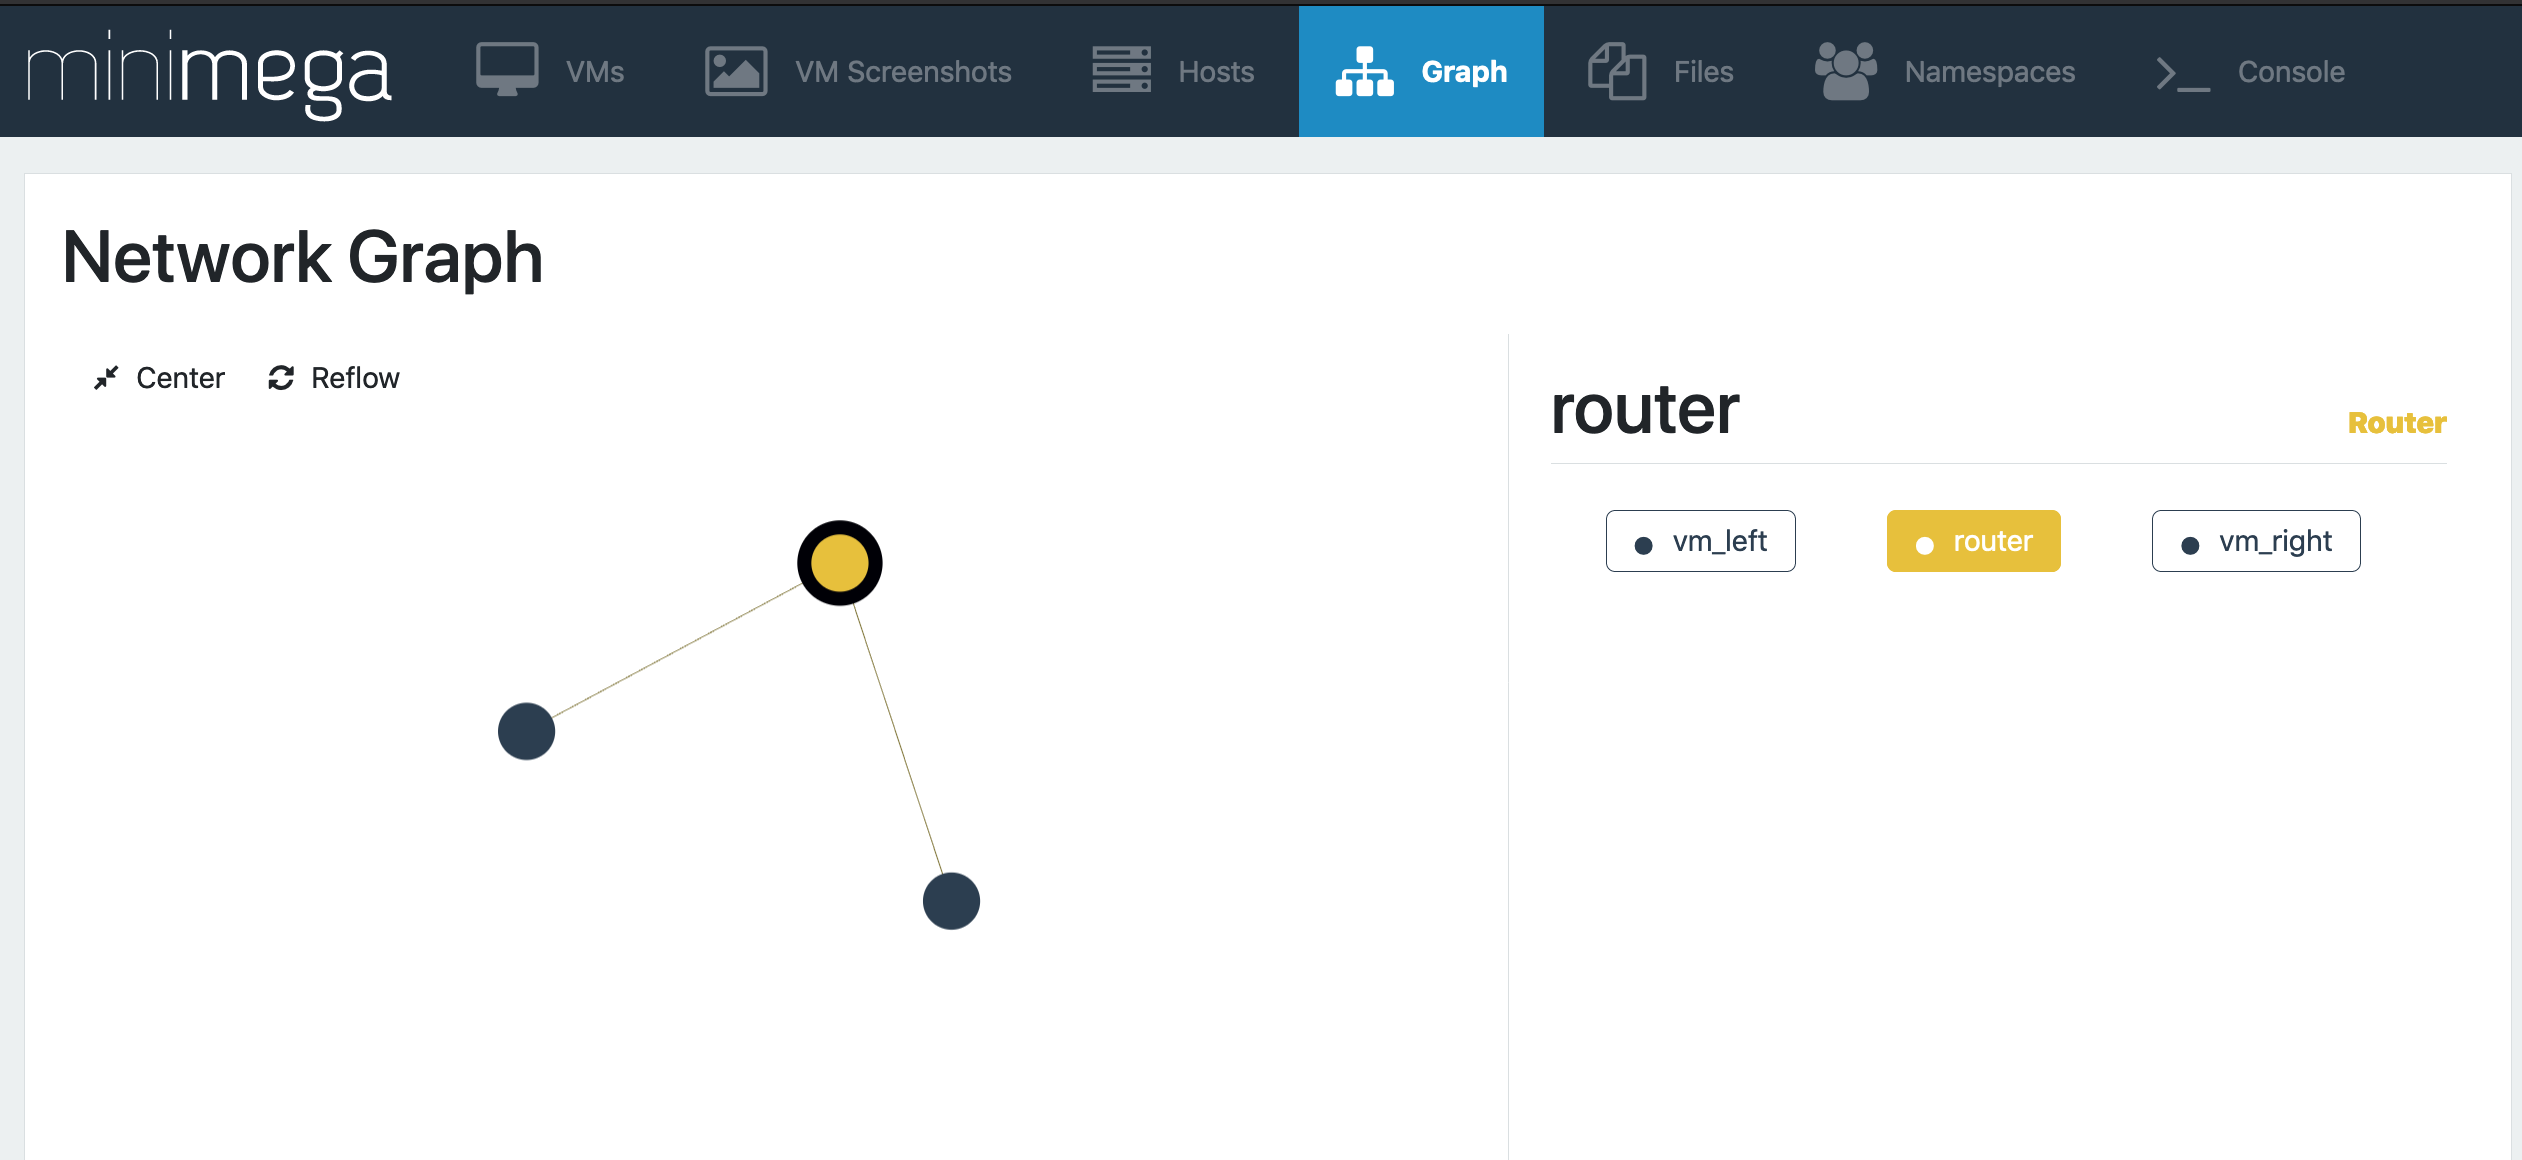 minimega VMs VM Screenshots Hosts Graph Files Namespaces Console
Network Graph
Center Reflow
router Router
vm_left router vm_right